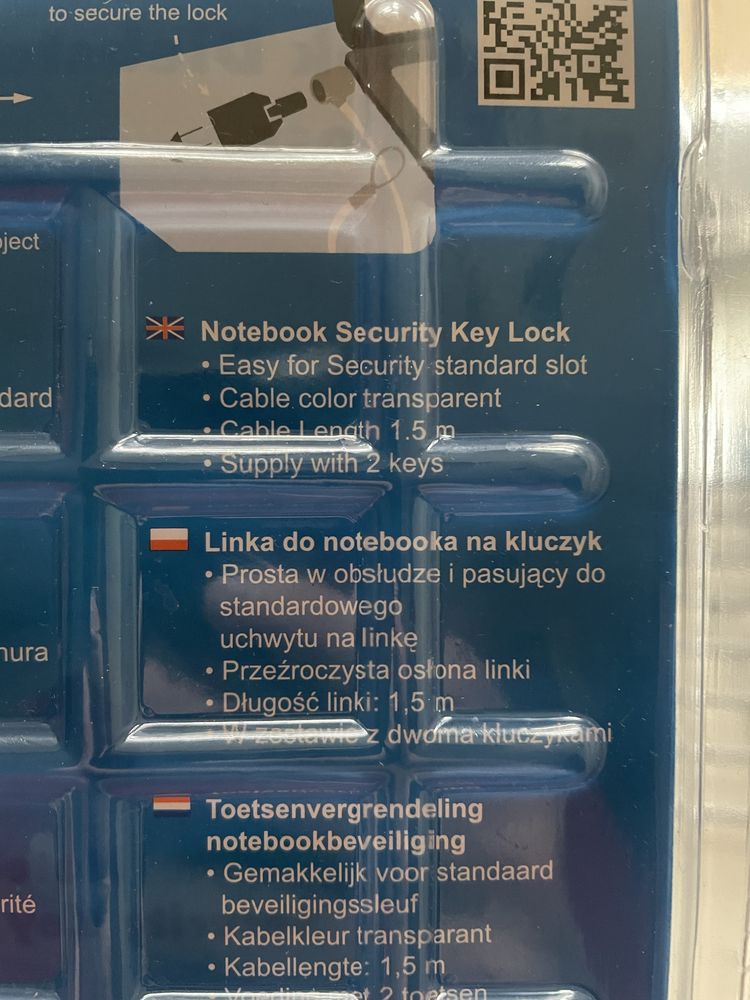 to secure the lock
oject
dard
Notebook Security Key Lock
• Easy for Security standard slot
• Cable color transparent
• Cable Length 1.5 m
• Supply with 2 keys
Linka do notebooka na kluczyk
• Prosta w obsłudze i pasujący do
standardowego
uchwytu na linkę
• Przeźroczysta osłona linki
• Długość linki: 1,5 m
• W zestawie z dwoma kluczykami
nura
Toetsenvergrendeling
notebookbeveiliging
• Gemakkelijk voor standaard
beveiligingssleuf
• Kabelkleur transparant
• Kabellengte: 1,5 m
2 toetsen
rité